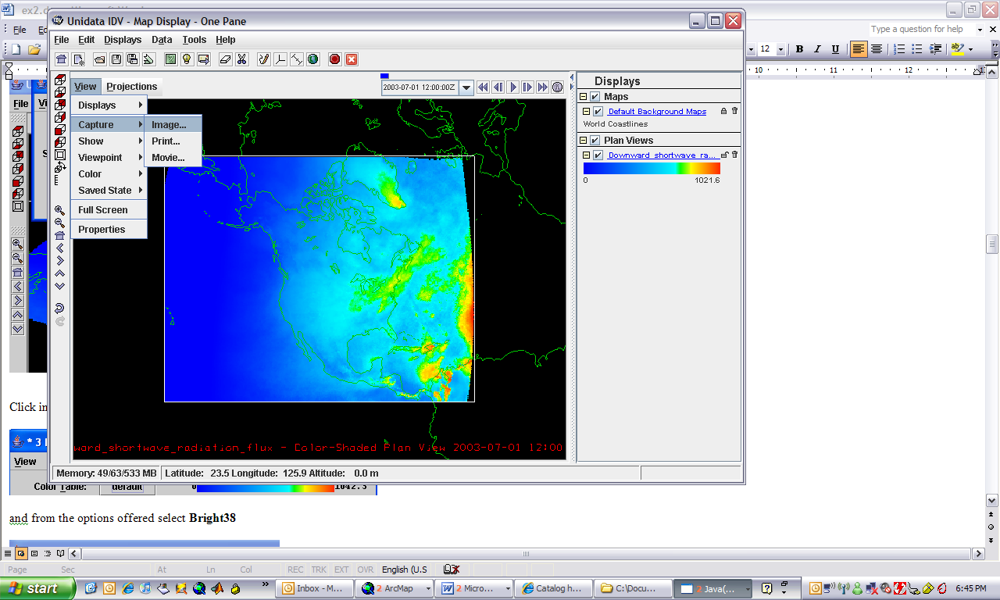 ex2.d
Unidata IDV - Map Display - One Pane
File
Type a question for help
File Edit Displays Data Tools Help
12 B I U
10 11 12
View Projections
2003-07-01 12:00:00Z
Displays
Capture
Show
Viewpoint
Color
Saved State
Full Screen
Properties
Image...
Print...
Movie...
Displays
Maps
Default Background Maps
World Coastlines
Plan Views
Downward_shortwave_ra...
0 1021.6
File
ward_shortwave_radiation_flux - Color-Shaded Plan View 2003-07-01 12:00
Memory: 49/63/533 MB Latitude: 23.5 Longitude: 125.9 Altitude: 0.0 m
Click in
* 3
View
Color Table: default 0 1042.3
and from the options offered select Bright38
Page Sec At Ln Col REC TRK EXT OVR English (U.S
start Inbox - M... 2 ArcMap 2 Micro... Catalog h... C:\Docu... 2 Java(... 6:45 PM